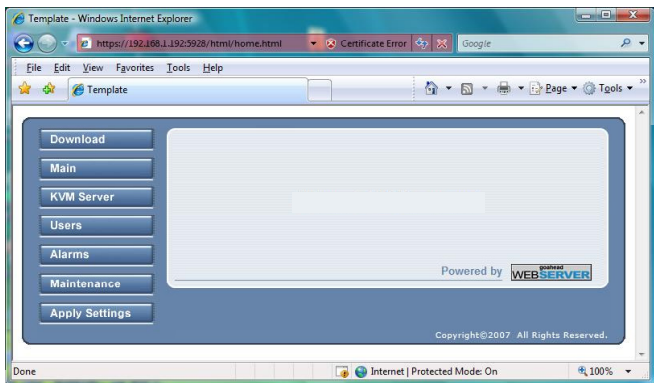 Template - Windows Internet Explorer
https://192.168.1.192:5928/html/home.html Certificate Error Google
File Edit View Favorites Tools Help
Template Page Tools
Download
Main
KVM Server
Users
Alarms
Maintenance
Apply Settings
Powered by goahead WEBSERVER
Copyright©2007 All Rights Reserved.
Done Internet | Protected Mode: On 100%